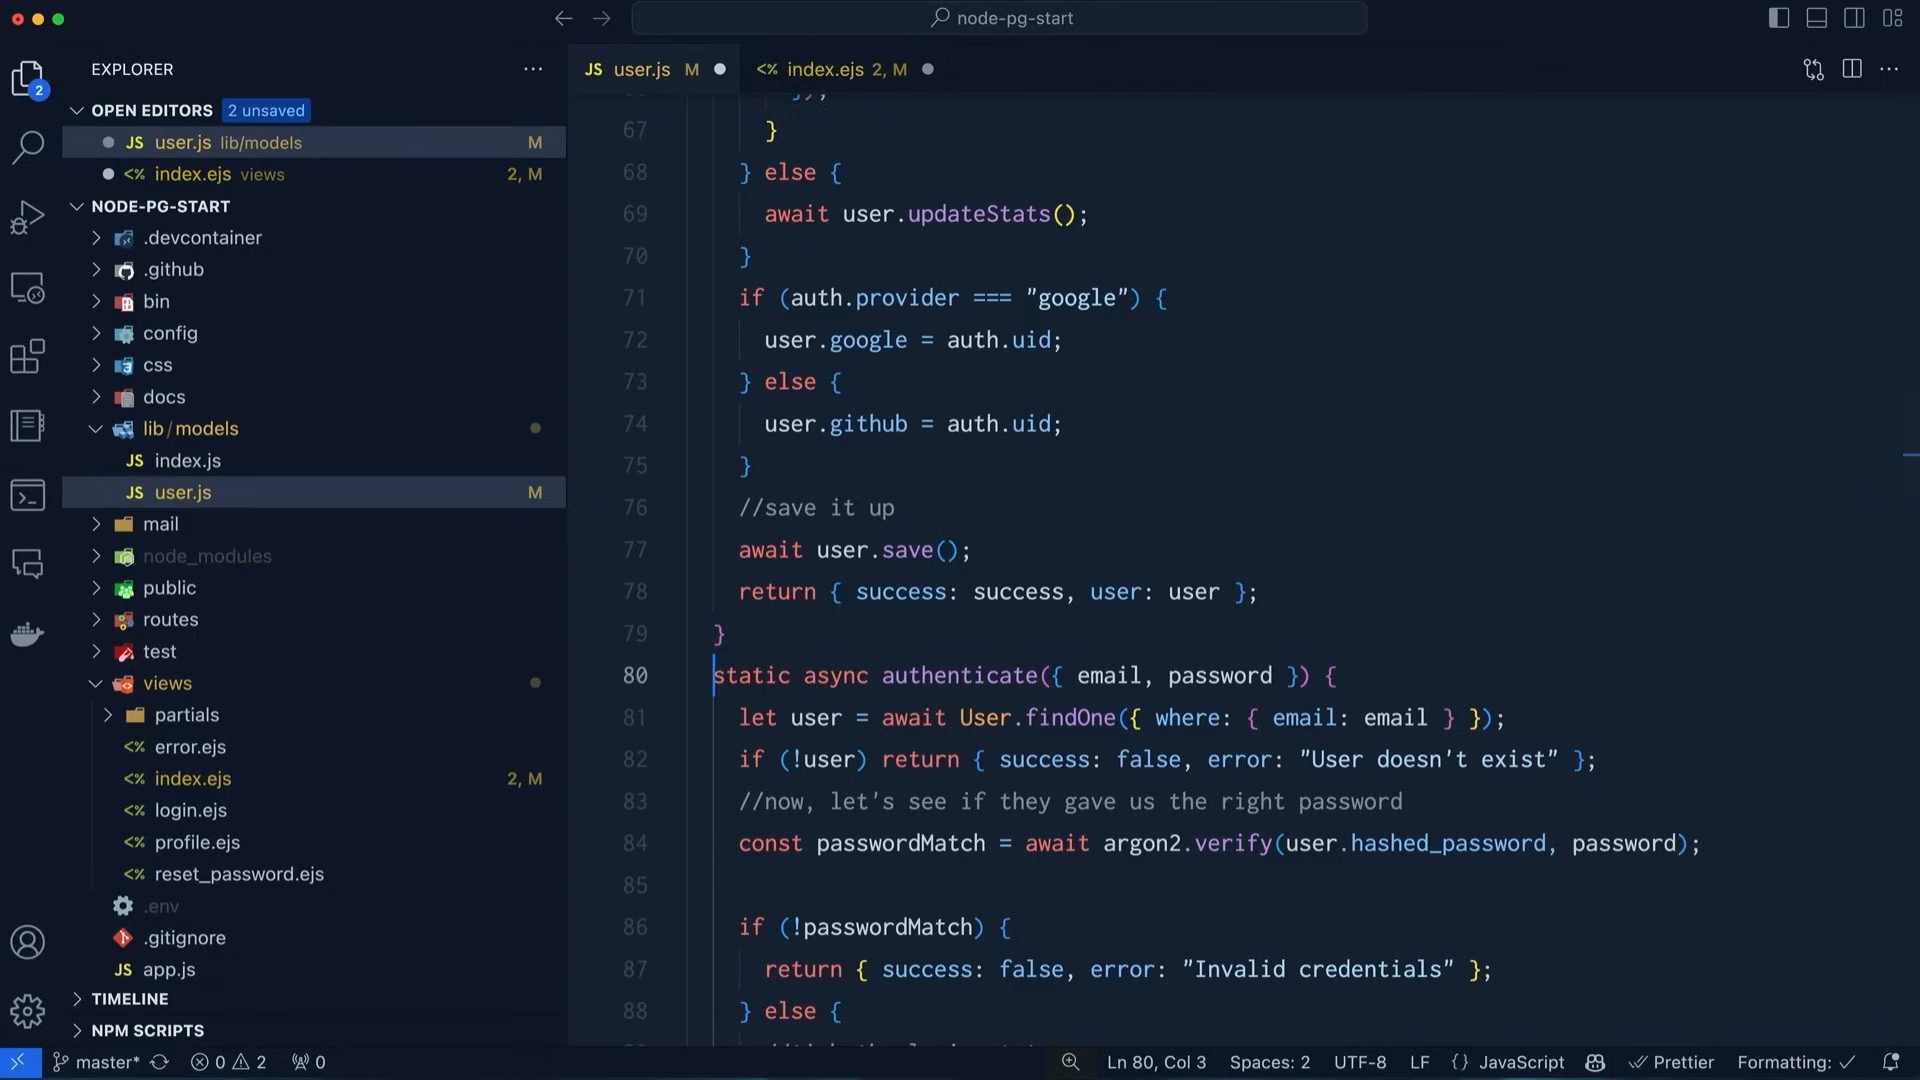 node-pg-start
EXPLORER
2
OPEN EDITORS 2 unsaved
JS user.js lib/models M
<% index.ejs views 2, M
NODE-PG-START
.devcontainer
.github
bin
config
css
docs
lib/models
JS index.js
JS user.js M
mail
node_modules
public
routes
test
views
partials
<% error.ejs
<% index.ejs 2, M
<% login.ejs
<% profile.ejs
<% reset_password.ejs
.env
.gitignore
JS app.js
TIMELINE
NPM SCRIPTS
JS user.js M
<% index.ejs 2, M
67 }
68 } else {
69 await user.updateStats();
70 }
71 if (auth.provider === "google") {
72 user.google = auth.uid;
73 } else {
74 user.github = auth.uid;
75 }
76 //save it up
77 await user.save();
78 return { success: success, user: user };
79 }
80 static async authenticate({ email, password }) {
81 let user = await User.findOne({ where: { email: email } });
82 if (!user) return { success: false, error: "User doesn't exist" };
83 //now, let's see if they gave us the right password
84 const passwordMatch = await argon2.verify(user.hashed_password, password);
85
86 if (!passwordMatch) {
87 return { success: false, error: "Invalid credentials" };
88 } else {
master* 0 2 0 Ln 80, Col 3 Spaces: 2 UTF-8 LF {} JavaScript Prettier Formatting: ✓